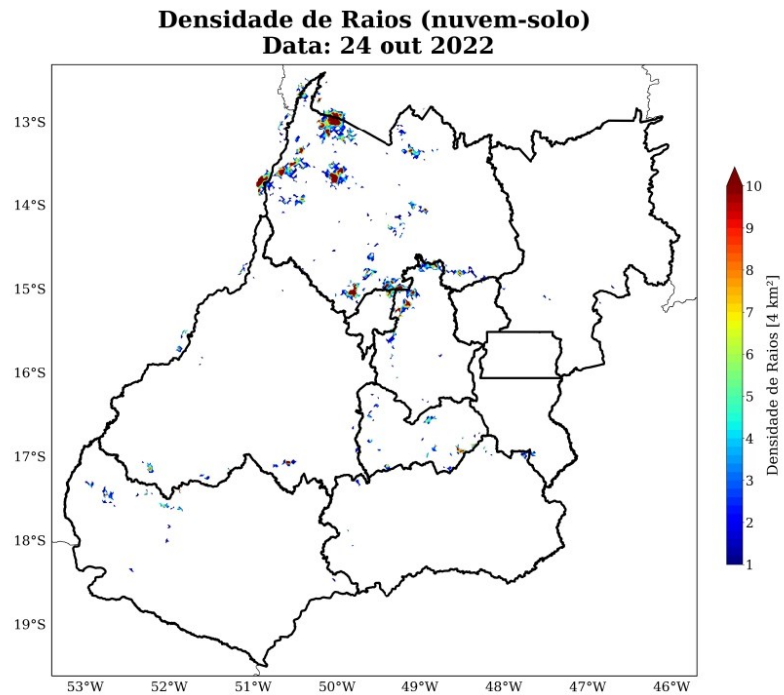 Densidade de Raios (nuvem-solo)
Data: 24 out 2022
13°S
14°S
15°S
16°S
17°S
18°S
19°S
53°W
52°W
51°W
50°W
49°W
48°W
47°W
46°W
10
9
8
7
6
5
4
3
2
1
Densidade de Raios [4 km²]